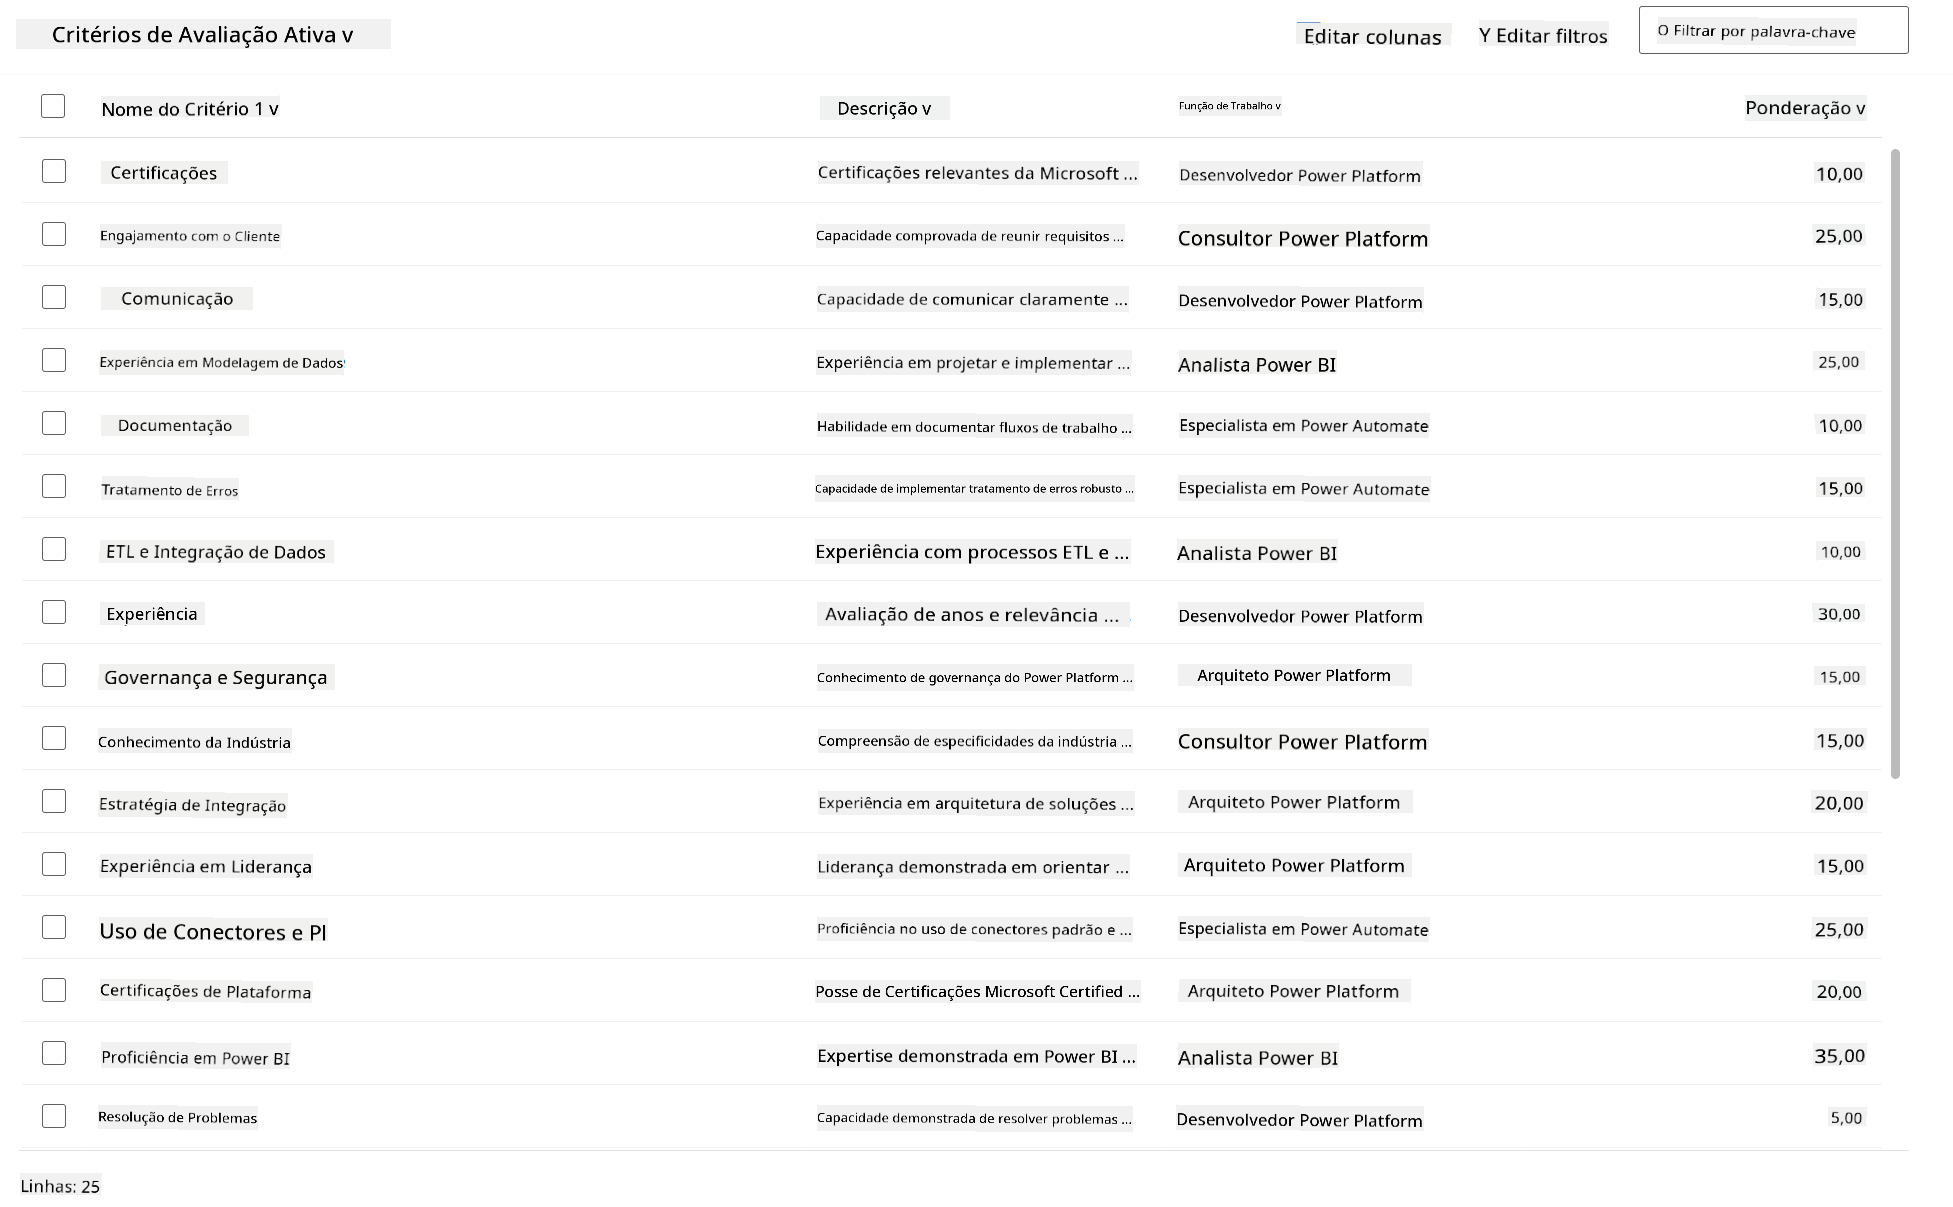 Critérios de Avaliação Ativa v
Editar colunas
Y Editar filtros
O Filtrar por palavra-chave
Nome do Critério 1 v
Descrição v
Função de Trabalho v
Ponderação v
Certificações
Certificações relevantes da Microsoft ...
Desenvolvedor Power Platform
10,00
Engajamento com o Cliente
Capacidade comprovada de reunir requisitos ...
Consultor Power Platform
25,00
Comunicação
Capacidade de comunicar claramente ...
Desenvolvedor Power Platform
15,00
Experiência em Modelagem de Dados
Experiência em projetar e implementar ...
Analista Power BI
25,00
Documentação
Habilidade em documentar fluxos de trabalho ...
Especialista em Power Automate
10,00
Tratamento de Erros
Capacidade de implementar tratamento de erros robusto ...
Especialista em Power Automate
15,00
ETL e Integração de Dados
Experiência com processos ETL e ...
Analista Power BI
10,00
Experiência
Avaliação de anos e relevância ...
Desenvolvedor Power Platform
30,00
Governança e Segurança
Conhecimento de governança do Power Platform ...
Arquiteto Power Platform
15,00
Conhecimento da Indústria
Compreensão de especificidades da indústria ...
Consultor Power Platform
15,00
Estratégia de Integração
Experiência em arquitetura de soluções ...
Arquiteto Power Platform
20,00
Experiência em Liderança
Liderança demonstrada em orientar ...
Arquiteto Power Platform
15,00
Uso de Conectores e Pl
Proficiência no uso de conectores padrão e ...
Especialista em Power Automate
25,00
Certificações de Plataforma
Posse de Certificações Microsoft Certified ...
Arquiteto Power Platform
20,00
Proficiência em Power BI
Expertise demonstrada em Power BI ...
Analista Power BI
35,00
Resolução de Problemas
Capacidade demonstrada de resolver problemas ...
Desenvolvedor Power Platform
5,00
Linhas: 25